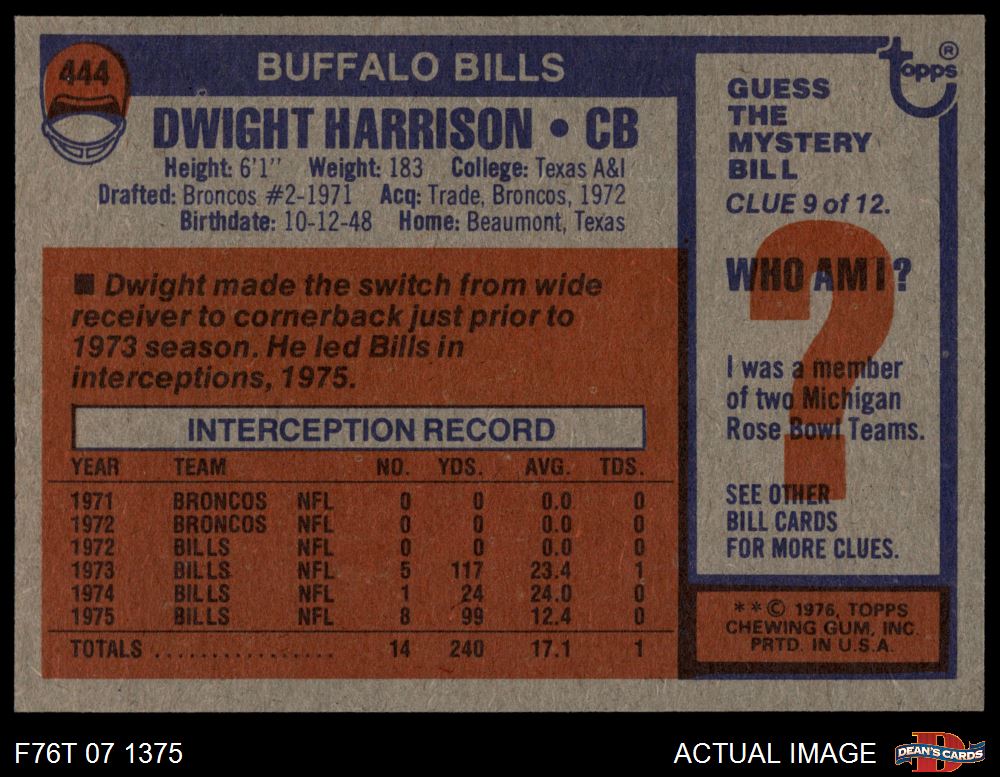 444
BUFFALO BILLS
DWIGHT HARRISON • CB
Height: 6'1" Weight: 183 College: Texas A&I
Drafted: Broncos #2-1971 Acq: Trade, Broncos, 1972
Birthdate: 10-12-48 Home: Beaumont, Texas
■ Dwight made the switch from wide
receiver to cornerback just prior to
1973 season. He led Bills in
interceptions, 1975.
INTERCEPTION RECORD
YEAR TEAM NO. YDS. AVG. TDS.
1971 BRONCOS NFL 0 0 0.0 0
1972 BRONCOS NFL 0 0 0.0 0
1972 BILLS NFL 0 0 0.0 0
1973 BILLS NFL 5 117 23.4 1
1974 BILLS NFL 1 24 24.0 0
1975 BILLS NFL 8 99 12.4 0
TOTALS .................. 14 240 17.1 1
topps ®
GUESS
THE
MYSTERY
BILL
CLUE 9 of 12.
?
WHO AM I?
I was a member
of two Michigan
Rose Bowl Teams.
SEE OTHER
BILL CARDS
FOR MORE CLUES.
**© 1976, TOPPS
CHEWING GUM, INC.
PRTD. IN U.S.A.
F76T 07 1375
ACTUAL IMAGE
D
DEAN'S CARDS